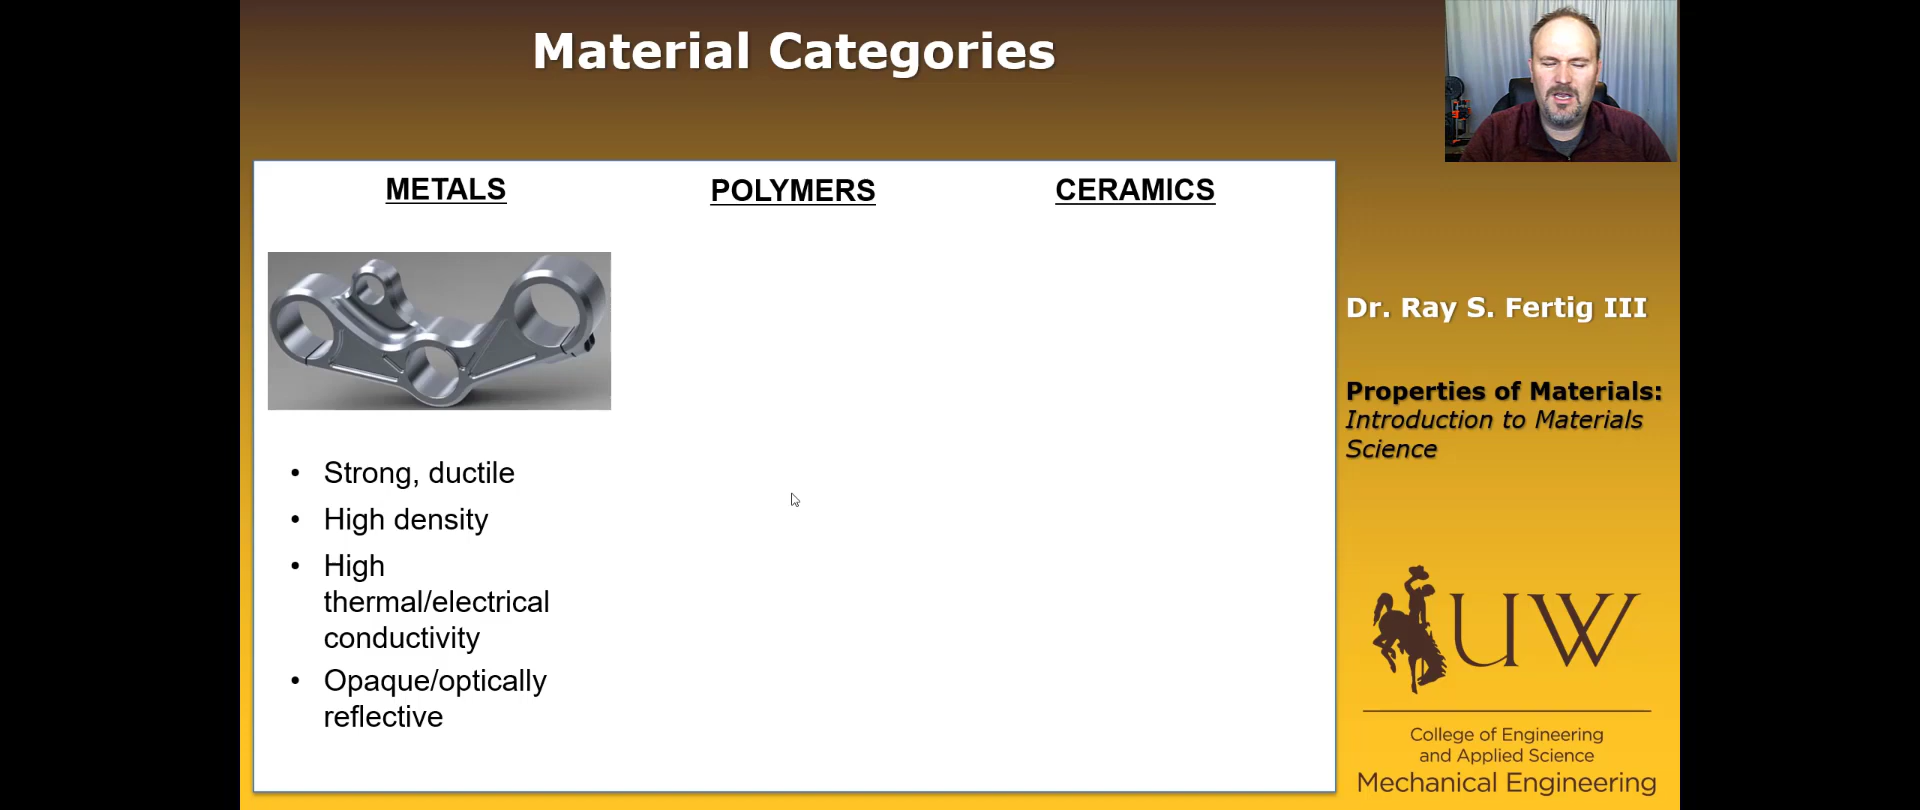 Material Categories
METALS
POLYMERS
CERAMICS
• Strong, ductile
• High density
• High
thermal/electrical
conductivity
• Opaque/optically
reflective
Dr. Ray S. Fertig III
Properties of Materials:
Introduction to Materials
Science
UW
College of Engineering
and Applied Science
Mechanical Engineering